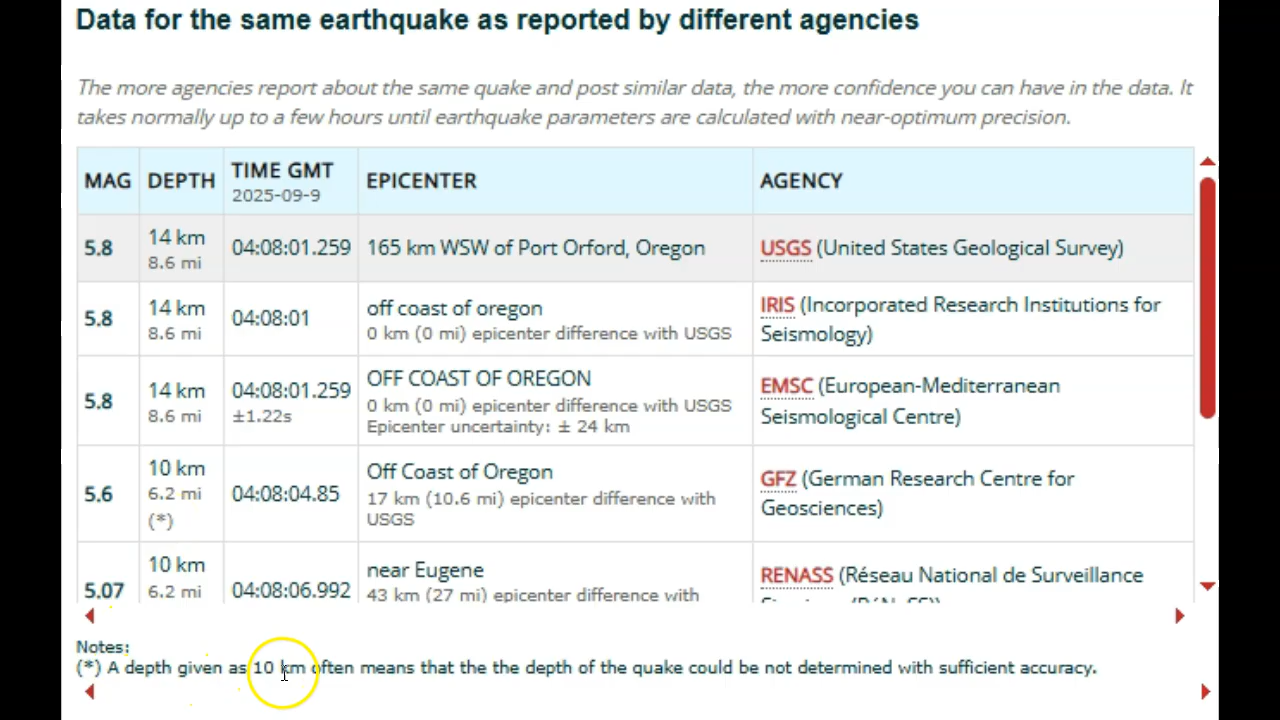 Data for the same earthquake as reported by different agencies
The more agencies report about the same quake and post similar data, the more confidence you can have in the data. It
takes normally up to a few hours until earthquake parameters are calculated with near-optimum precision.
MAG DEPTH TIME GMT 2025-09-9 EPICENTER AGENCY
5.8
14 km
8.6 mi
04:08:01.259
165 km WSW of Port Orford, Oregon
USGS (United States Geological Survey)
5.8
14 km
8.6 mi
04:08:01
off coast of oregon
0 km (0 mi) epicenter difference with USGS
IRIS (Incorporated Research Institutions for
Seismology)
5.8
14 km
8.6 mi
04:08:01.259
±1.22s
OFF COAST OF OREGON
0 km (0 mi) epicenter difference with USGS
Epicenter uncertainty: ± 24 km
EMSC (European-Mediterranean
Seismological Centre)
5.6
10 km
6.2 mi
(*)
04:08:04.85
Off Coast of Oregon
17 km (10.6 mi) epicenter difference with
USGS
GFZ (German Research Centre for
Geosciences)
5.07
10 km
6.2 mi
04:08:06.992
near Eugene
43 km (27 mi) epicenter difference with
RENASS (Réseau National de Surveillance
Notes:
(*) A depth given as 10 km often means that the the depth of the quake could be not determined with sufficient accuracy.